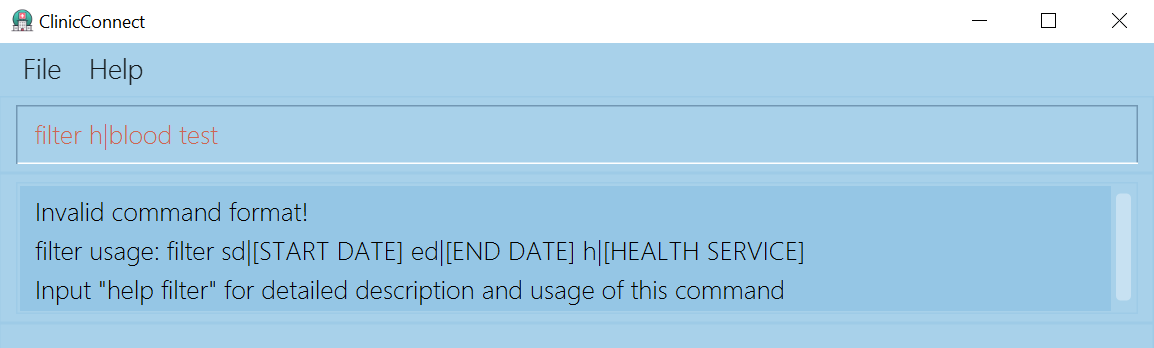 ClinicConnect
File Help
filter h|blood test
Invalid command format!
filter usage: filter sd|[START DATE] ed|[END DATE] h|[HEALTH SERVICE]
Input "help filter" for detailed description and usage of this command